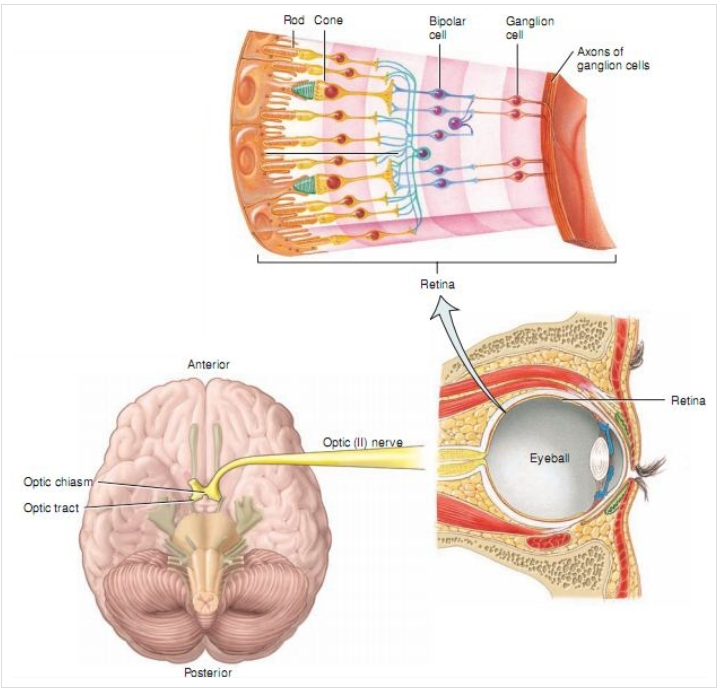 Rod Cone
Bipolar
cell
Ganglion
cell
Axons of
ganglion cells
Retina
Anterior
Retina
Optic (II) nerve
Eyeball
Optic chiasm
Optic tract
Posterior